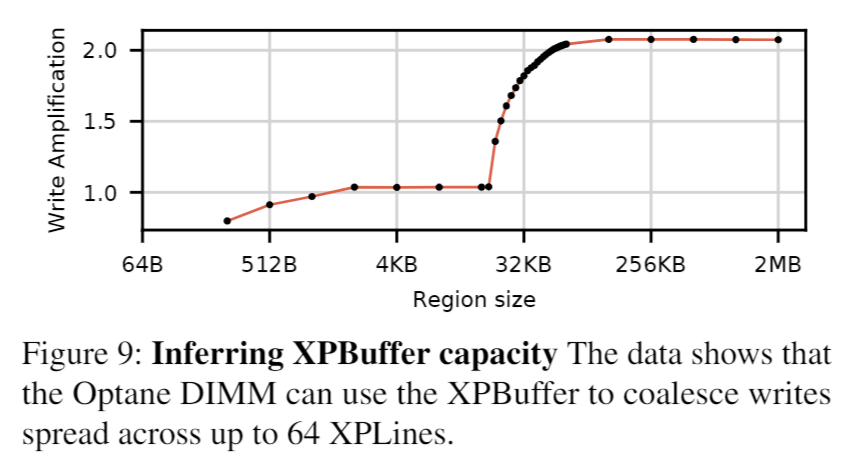 Write Amplification
2.0
1.5
1.0
64B 512B 4KB 32KB 256KB 2MB
Region size
Figure 9: Inferring XPBuffer capacity The data shows that
the Optane DIMM can use the XPBuffer to coalesce writes
spread across up to 64 XPLines.